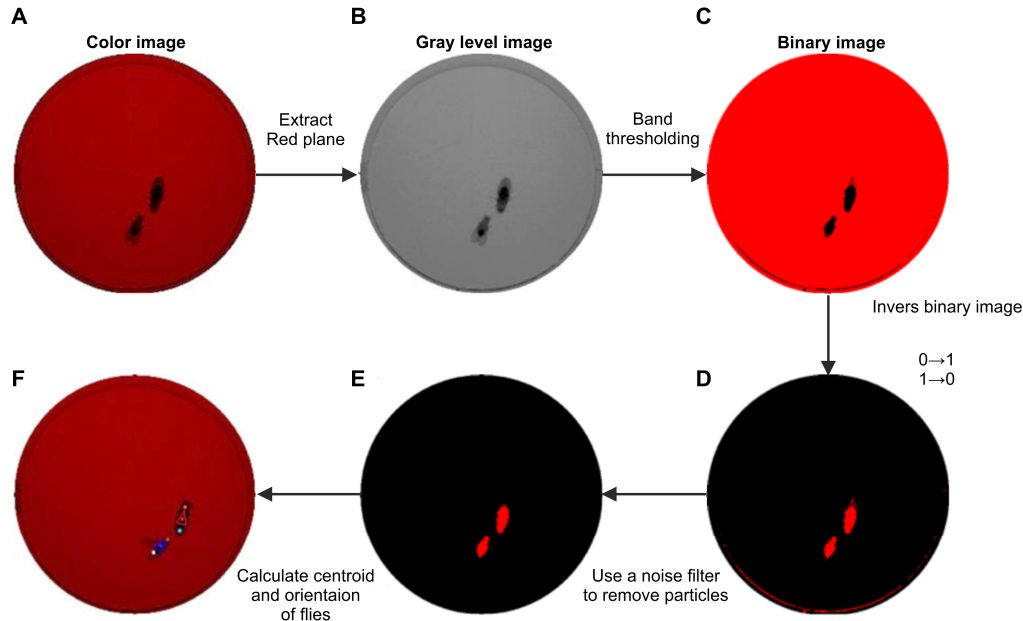 A
Color image
Extract
Red plane
B
Gray level image
Band
thresholding
C
Binary image
Invers binary image
0→1
1→0
D
Use a noise filter
to remove particles
E
Calculate centroid
and orientaion
of flies
F